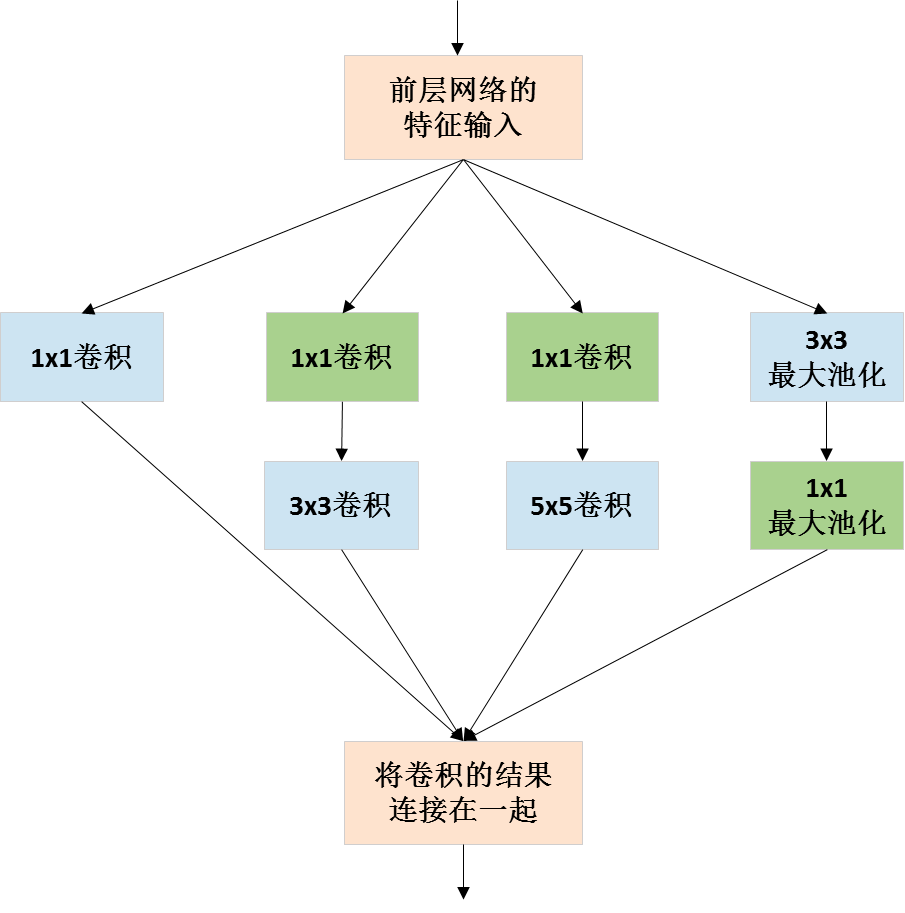 前层网络的
特征输入
1x1卷积
1x1卷积
1x1卷积
3x3
最大池化
3x3卷积
5x5卷积
1x1
最大池化
将卷积的结果
连接在一起